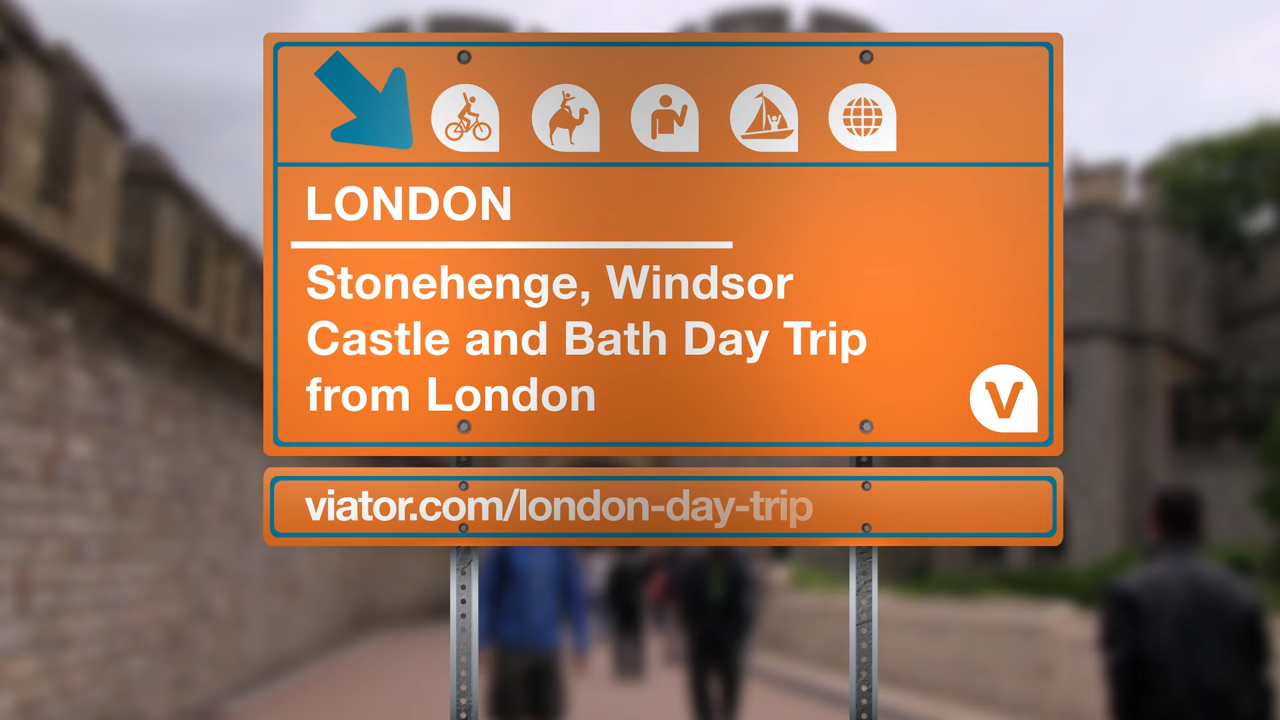 LONDON
Stonehenge, Windsor
Castle and Bath Day Trip
from London
V
viator.com/london-day-trip